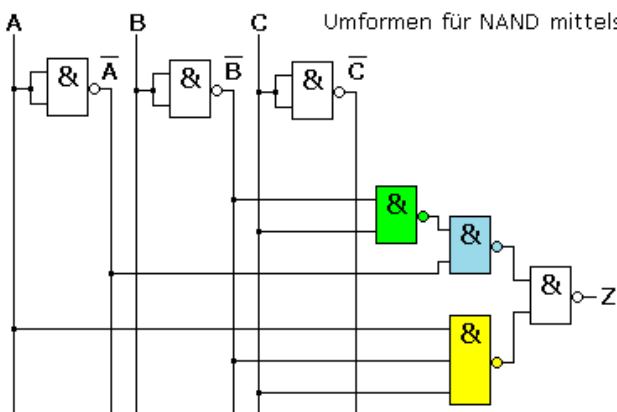 Umformen für NAND mittels
A B C
A̅ B̅ C̅
& & &
&
&
&
Z
&